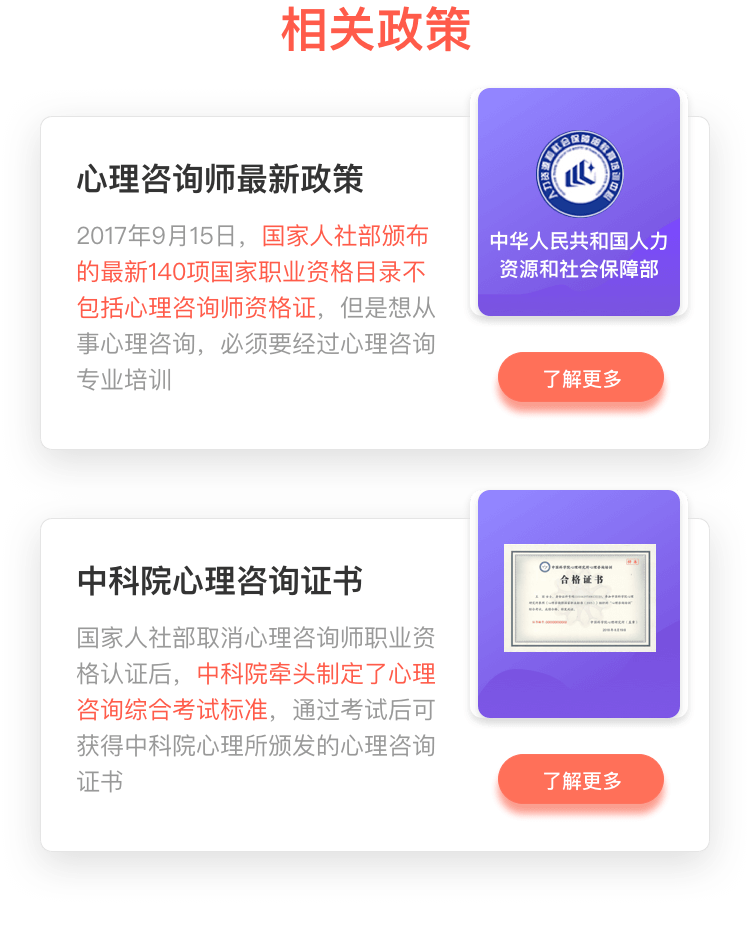 相关政策
心理咨询师最新政策
2017年9月15日，国家人社部颁布
的最新140项国家职业资格目录不
包括心理咨询师资格证，但是想从
事心理咨询，必须要经过心理咨询
专业培训
中华人民共和国人力
资源和社会保障部
了解更多
中科院心理咨询证书
国家人社部取消心理咨询师职业资
格认证后，中科院牵头制定了心理
咨询综合考试标准，通过考试后可
获得中科院心理所颁发的心理咨询
证书
合格证书
了解更多